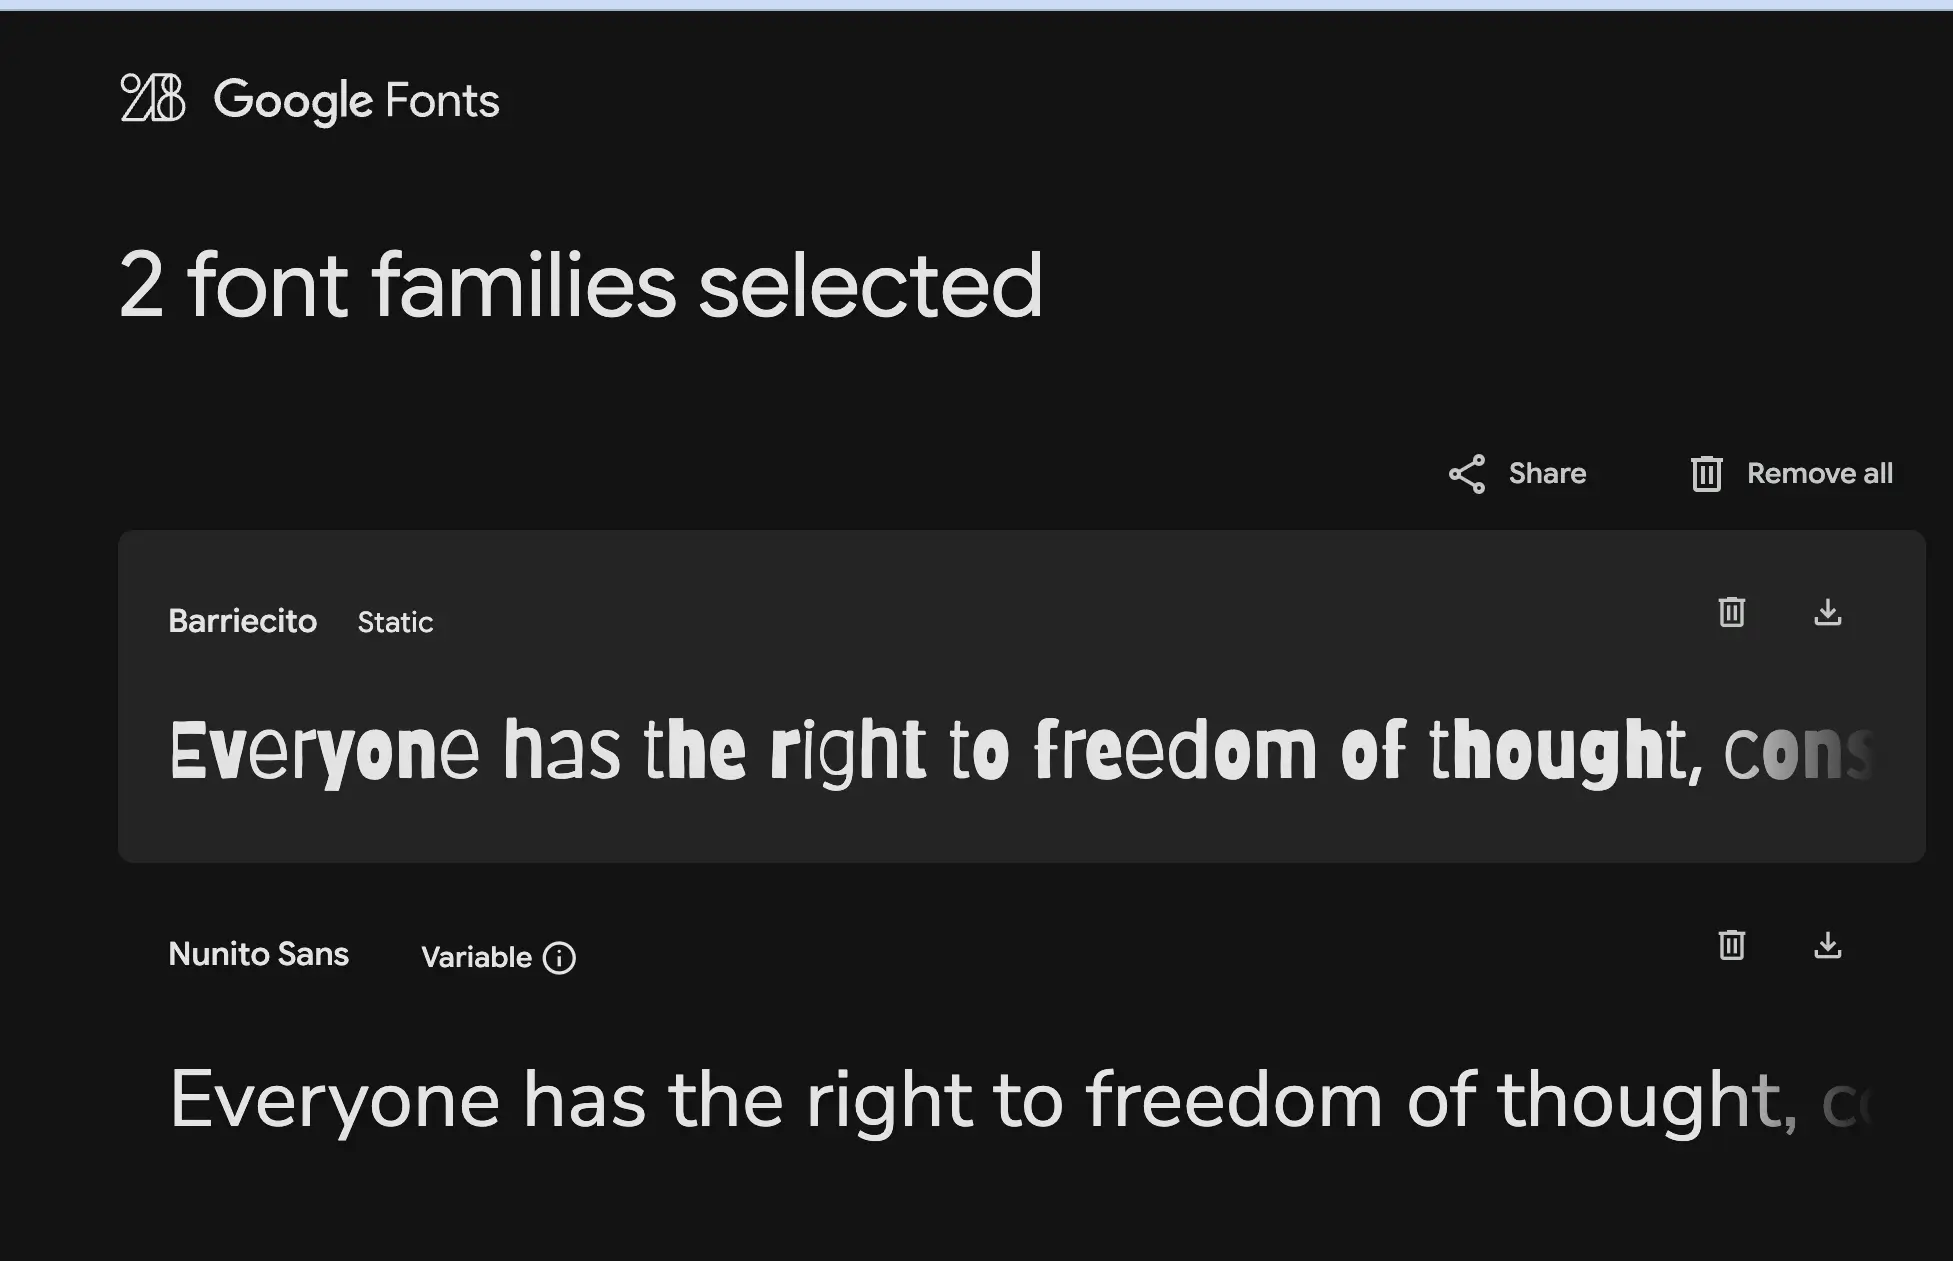 Google Fonts
2 font families selected
Share Remove all
Barriecito Static
Everyone has the right to freedom of thought, cons
Nunito Sans Variable
Everyone has the right to freedom of thought,